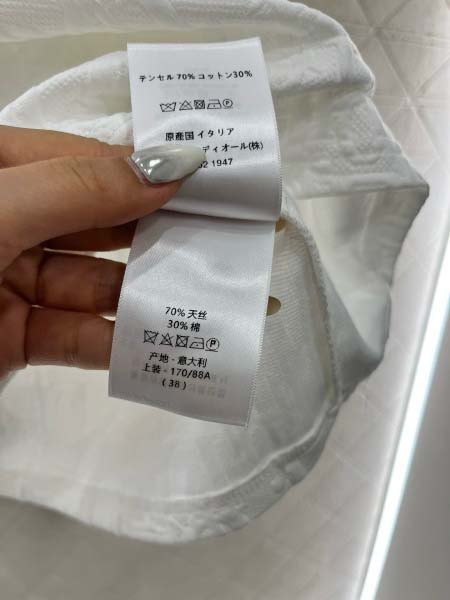 テンセル 70% コットン30%
原産国 イタリア
ディオール(株)
2 1947
70% 天丝
30% 棉
产地 - 意大利
上装 - 170/88A
( 38 )